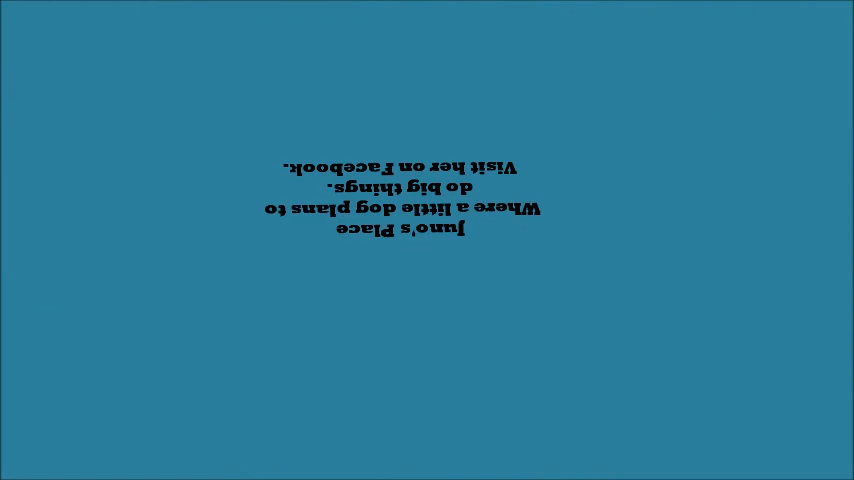 Juno's Place
Where a little dog plans to
do big things.
Visit her on Facebook.